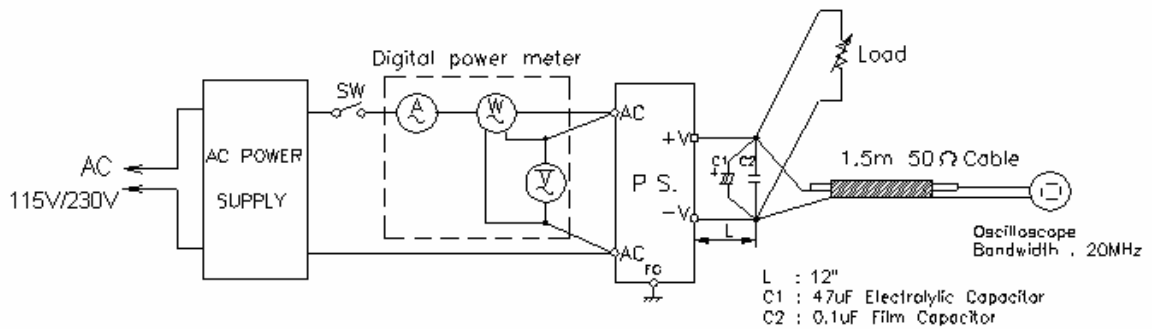 Digital power meter
SW
A
W
V
AC
115V/230V
AC POWER
SUPPLY
AC
AC
P S.
FG
+V
-V
C1
+
C2
L
Load
1.5m 50Ω Cable
Oscilloscope
Bandwidth . 20MHz
L : 12"
C1 : 47uF Electralylic Capacitor
C2 : 0.1uF Film Capacitor